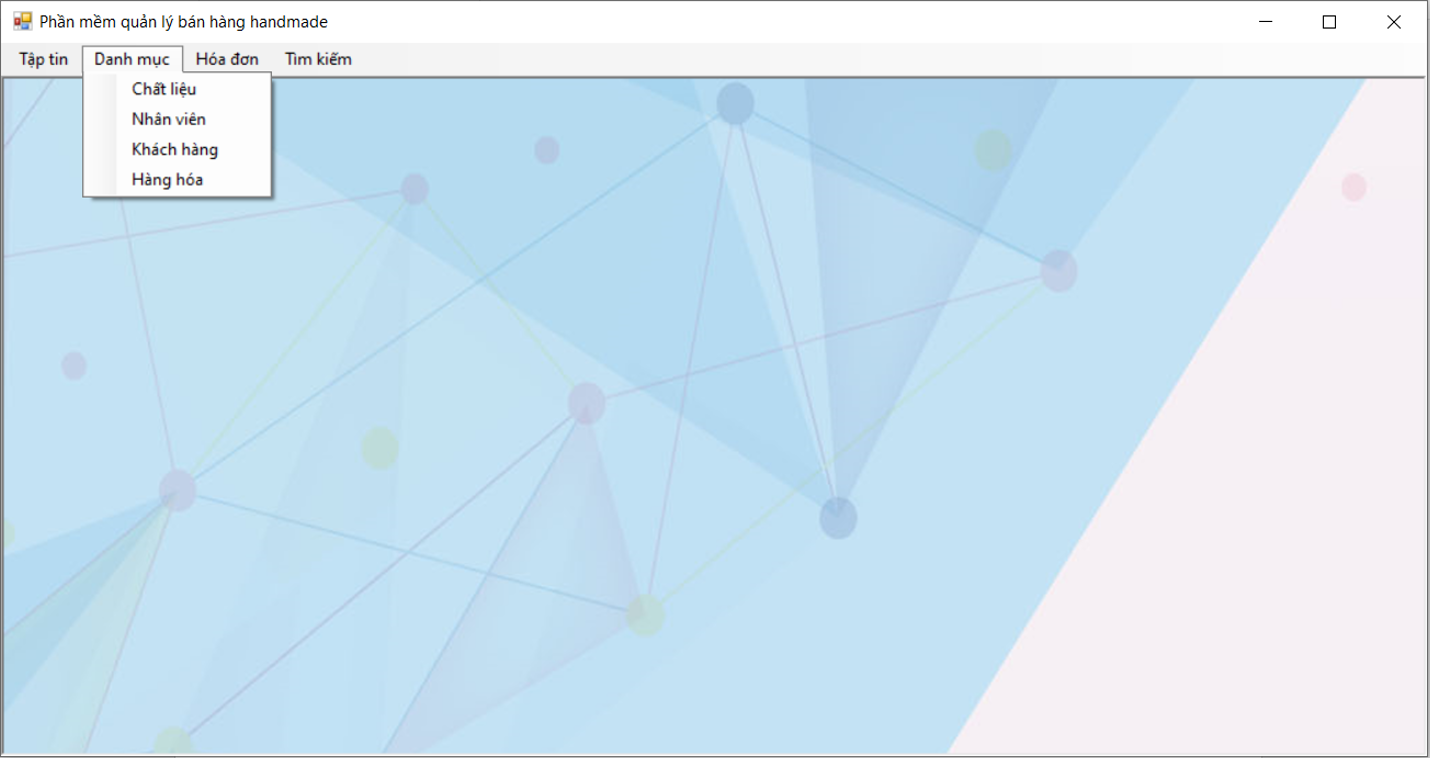 Phần mềm quản lý bán hàng handmade
Tập tin Danh mục Hóa đơn Tìm kiếm
Chất liệu
Nhân viên
Khách hàng
Hàng hóa